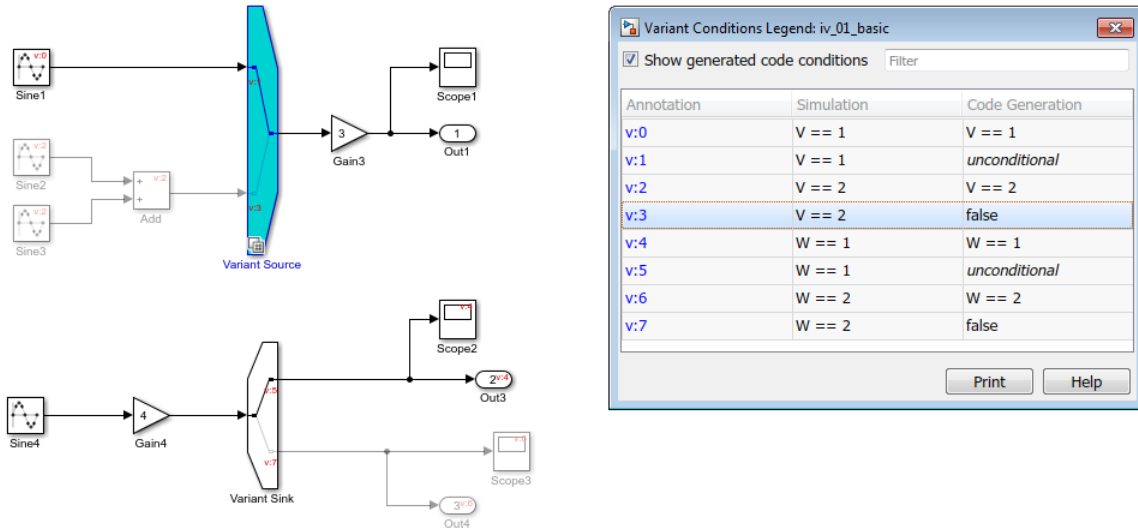 v:0
Sine1
v:1
Scope1
3
Gain3
1
Out1
v:2
Sine2
v:2
Sine3
+
+
v:2
Add
v:3
Variant Source
v:4
Scope2
v:5
2 v:4
Out3
Sine4
4
Gain4
v:7
Variant Sink
v:6
Scope3
3 v:6
Out4
Variant Conditions Legend: iv_01_basic
Show generated code conditions Filter
Annotation Simulation Code Generation
v:0 V == 1 V == 1
v:1 V == 1 unconditional
v:2 V == 2 V == 2
v:3 V == 2 false
v:4 W == 1 W == 1
v:5 W == 1 unconditional
v:6 W == 2 W == 2
v:7 W == 2 false
Print Help